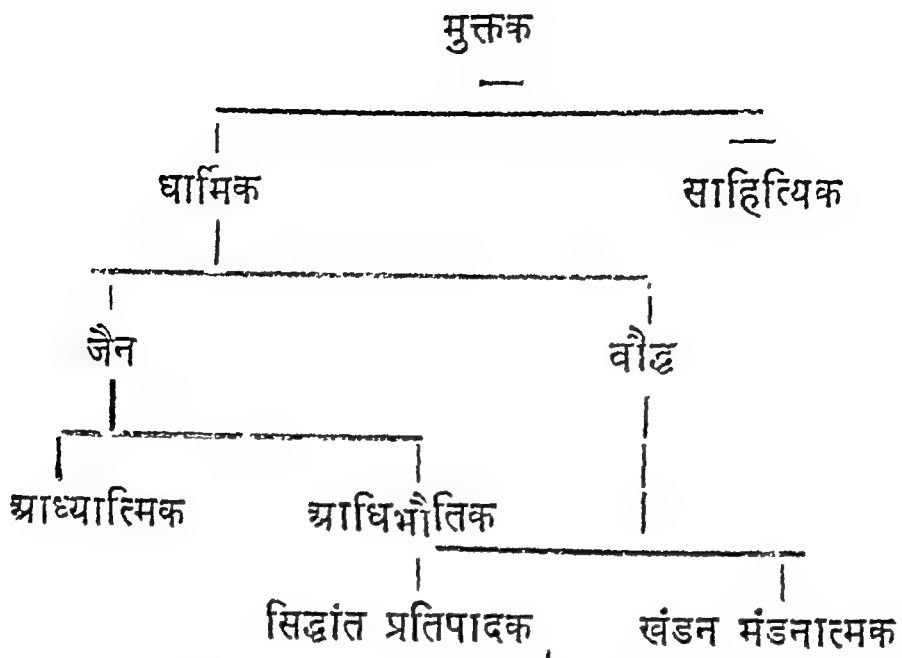 मुक्तक
धार्मिक साहित्यिक
जैन वौद्ध
आध्यात्मिक आधिभौतिक
सिद्धांत प्रतिपादक खंडन मंडनात्मक